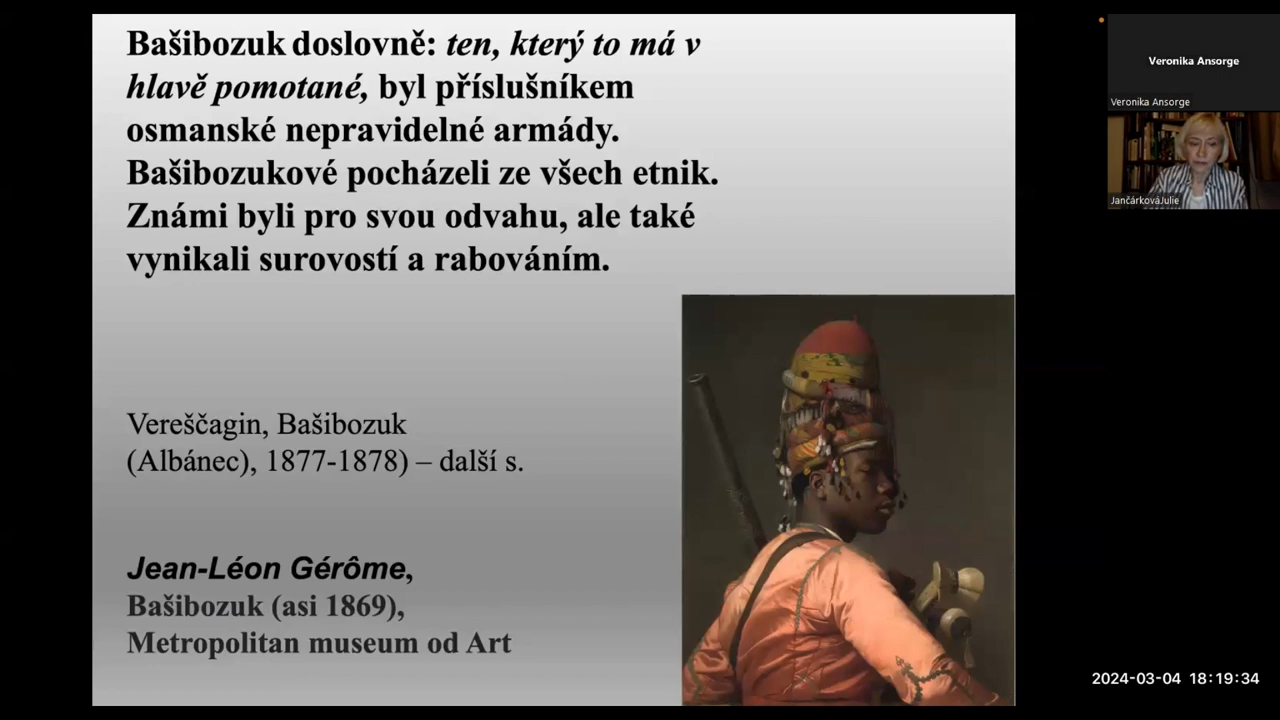 Bašibozuk doslovně: ten, který to má v
hlavě pomotané, byl příslušníkem
osmanské nepravidelné armády.
Bašibozukové pocházeli ze všech etnik.
Známi byli pro svou odvahu, ale také
vynikali surovostí a rabováním.
Vereščagin, Bašibozuk
(Albánec), 1877-1878) – další s.
Jean-Léon Gérôme,
Bašibozuk (asi 1869),
Metropolitan museum od Art
Veronika Ansorge
Veronika Ansorge
JančárkováJulie
2024-03-04 18:19:34